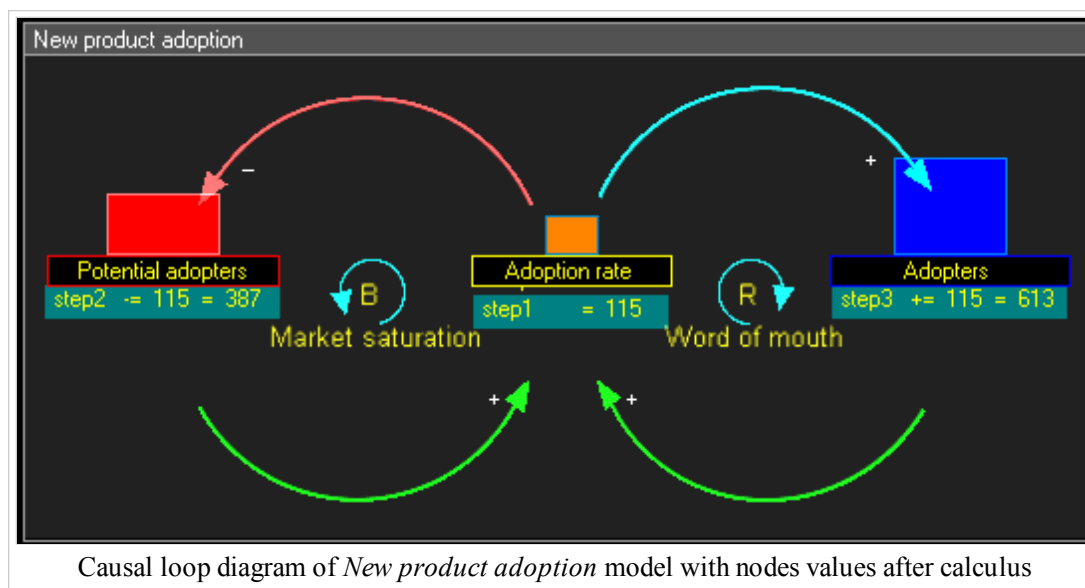 New product adoption
−
+
Potential adopters
Adoption rate
Adopters
step2 -= 115 = 387
step1 = 115
step3 += 115 = 613
B
R
Market saturation
Word of mouth
+
+
Causal loop diagram of New product adoption model with nodes values after calculus